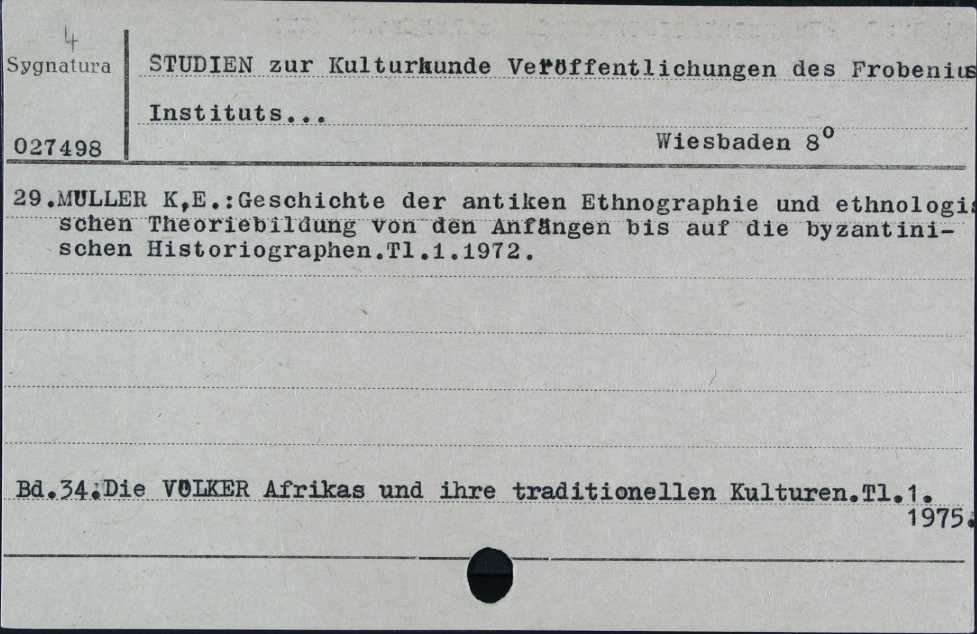 4
Sygnatura
STUDIEN zur Kulturkunde Veröffentlichungen des Frobenius
Instituts...
027498
Wiesbaden 8⁰
29.MÜLLER K,E.:Geschichte der antiken Ethnographie und ethnologis
schen Theoriebildung von den Anfängen bis auf die byzantini-
schen Historiographen.Tl.1.1972.
Bd.34.Die VÖLKER Afrikas und ihre traditionellen Kulturen.Tl.1.
1975.